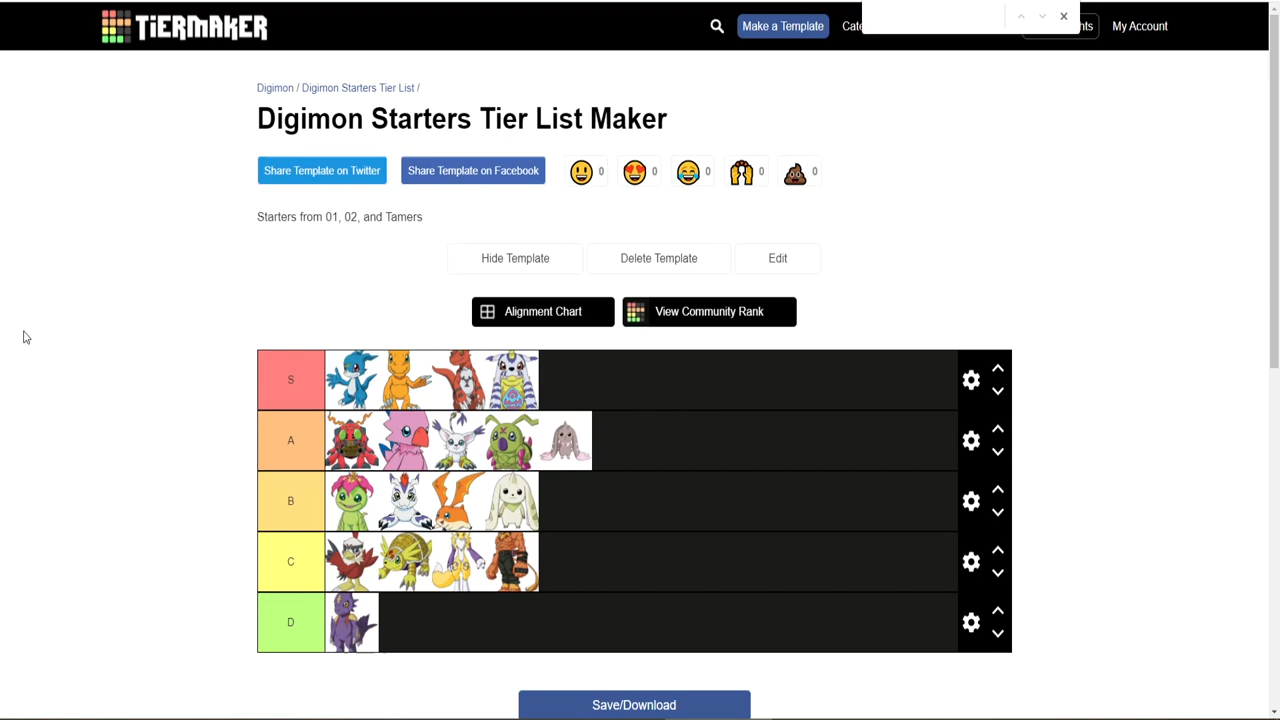 TiERMAKER
Make a Template
Cate
hts
My Account
Digimon / Digimon Starters Tier List /
Digimon Starters Tier List Maker
Share Template on Twitter
Share Template on Facebook
0
0
0
0
0
Starters from 01, 02, and Tamers
Hide Template
Delete Template
Edit
Alignment Chart
View Community Rank
S
A
B
C
D
Save/Download